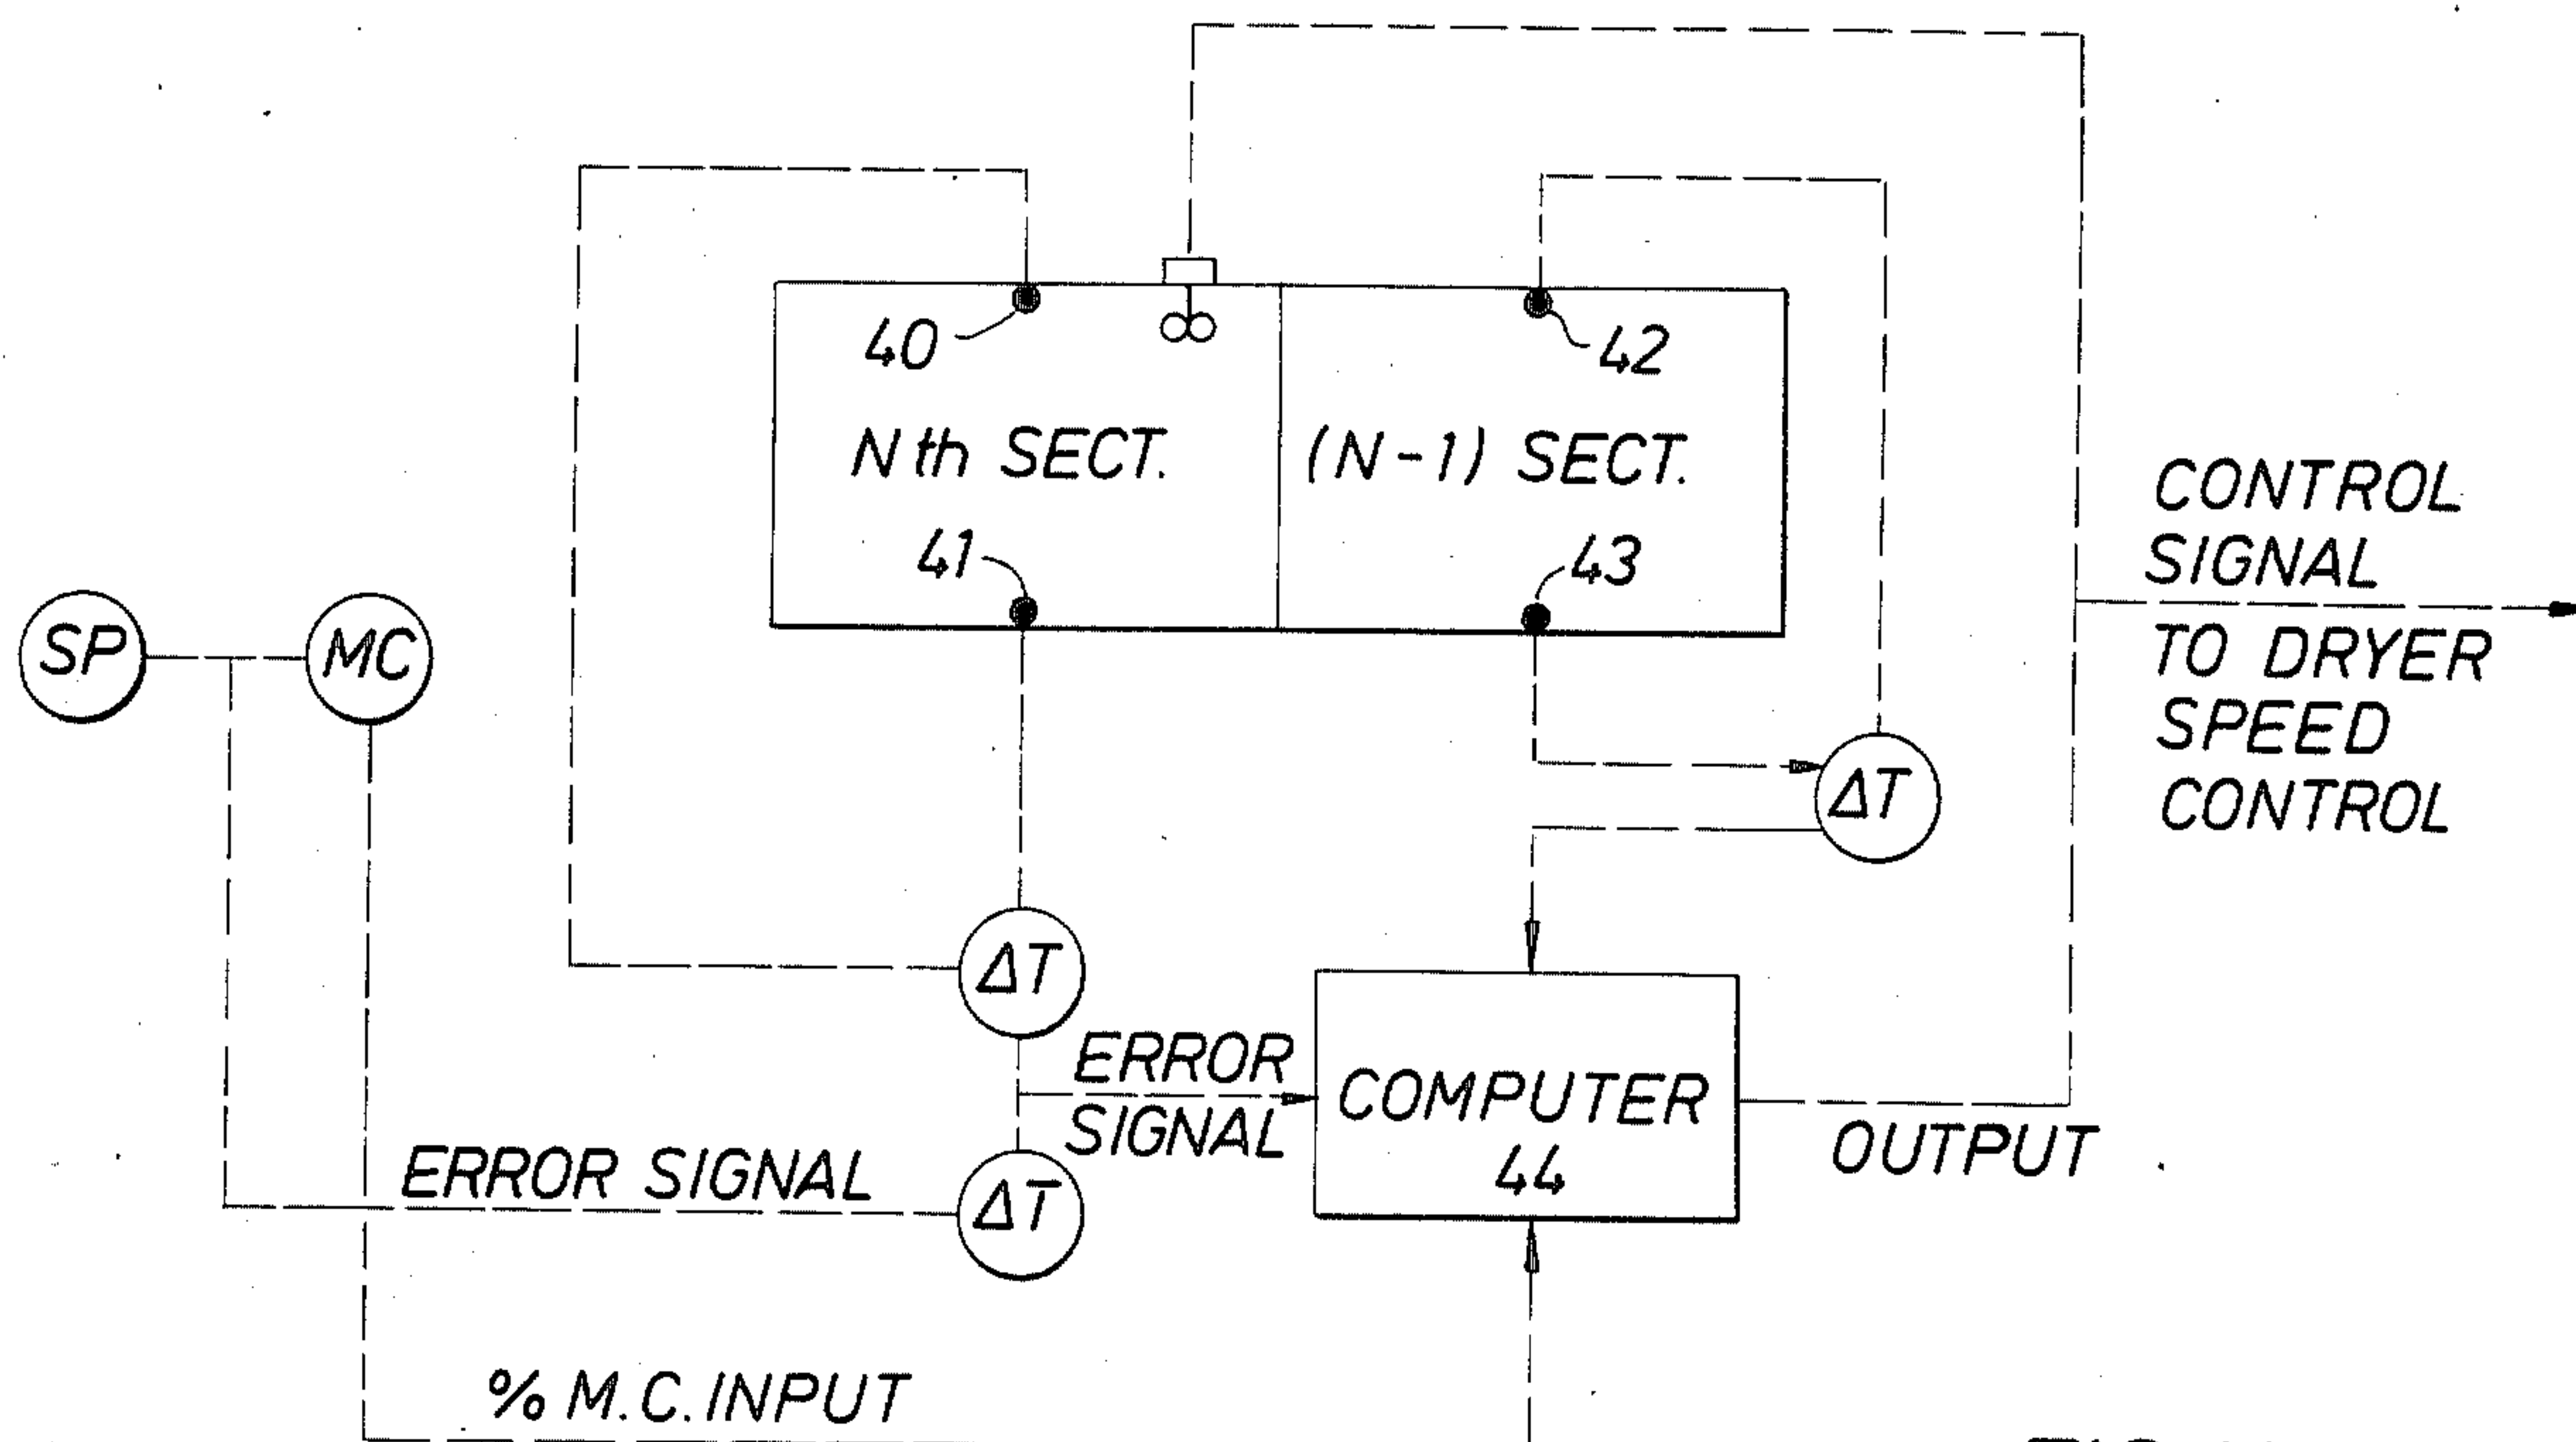 40
42
Nth SECT.
(N-1) SECT.
41
43
CONTROL
SIGNAL
TO DRYER
SPEED
CONTROL
SP
MC
ΔT
ΔT
ERROR
SIGNAL
COMPUTER
44
OUTPUT
ERROR SIGNAL
ΔT
% M.C. INPUT